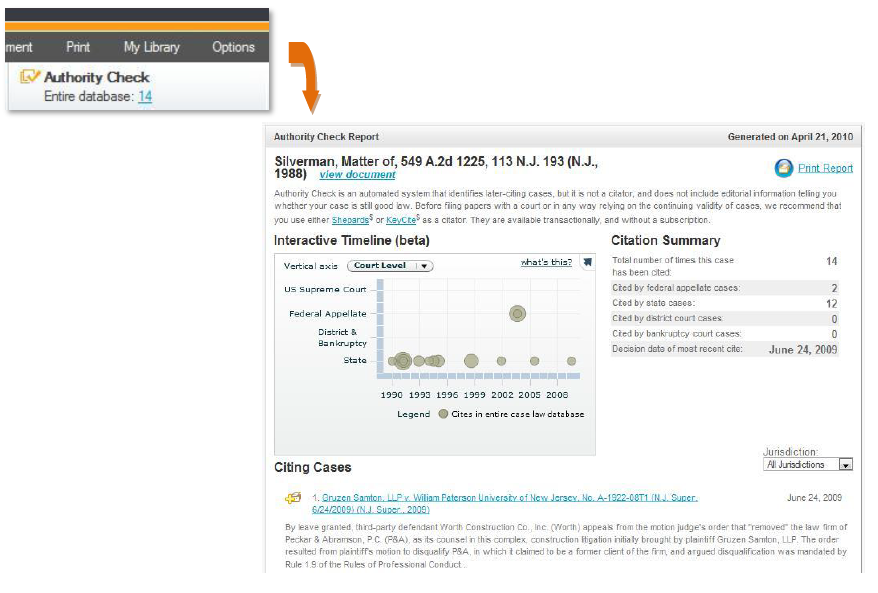 ment Print My Library Options
Authority Check
Entire database: 14
Authority Check Report Generated on April 21, 2010
Silverman, Matter of, 549 A.2d 1225, 113 N.J. 193 (N.J.,
1988) view document
Print Report
Authority Check is an automated system that identifies later-citing cases, but it is not a citator, and does not include editorial information telling you
whether your case is still good law. Before filing papers with a court or in any way relying on the continuing validity of cases, we recommend that
you use either Shepards§ or KeyCite§ as a citator. They are available transactionally, and without a subscription.
Interactive Timeline (beta)
Vertical axis Court Level what's this?
US Supreme Court
Federal Appellate
District &
Bankruptcy
State
1990 1993 1996 1999 2002 2005 2008
Legend Cites in entire case law database
Citation Summary
Total number of times this case
has been cited: 14
Cited by federal appellate cases: 2
Cited by state cases: 12
Cited by district court cases: 0
Cited by bankruptcy court cases: 0
Decision date of most recent cite: June 24, 2009
Jurisdiction:
All Jurisdictions
Citing Cases
1. Gruzen Samton, LLP v. William Paterson University of New Jersey, No. A-1922-08T1 (N.J. Super. June 24, 2009
6/24/2009) (N.J. Super., 2009)
By leave granted, third-party defendant Worth Construction Co., Inc. (Worth) appeals from the motion judge's order that "removed" the law firm of
Peckar & Abramson, P.C. (P&A), as its counsel in this complex, construction litigation initially brought by plaintiff Gruzen Samton, LLP. The order
resulted from plaintiff's motion to disqualify P&A, in which it claimed to be a former client of the firm, and argued disqualification was mandated by
Rule 1.9 of the Rules of Professional Conduct...